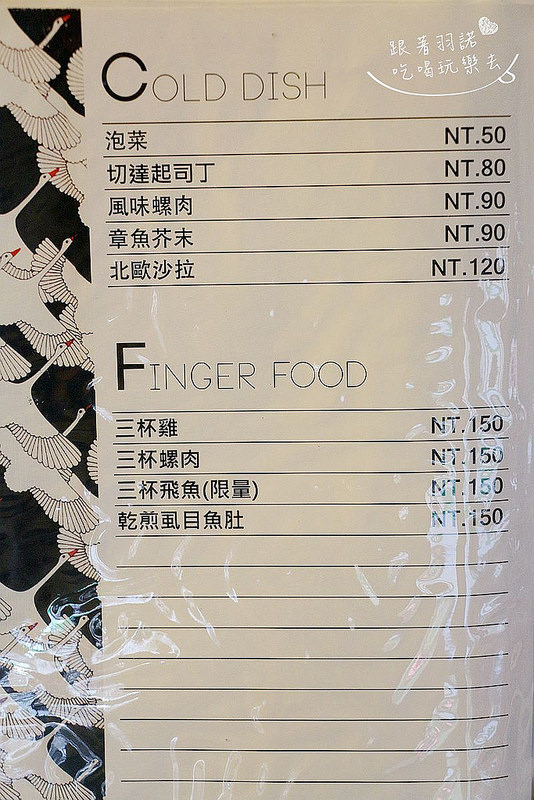 跟著羽諾
吃喝玩樂去
COLD DISH
泡菜 NT.50
切達起司丁 NT.80
風味螺肉 NT.90
章魚芥末 NT.90
北歐沙拉 NT.120
FINGER FOOD
三杯雞 NT.150
三杯螺肉 NT.150
三杯飛魚(限量) NT.150
乾煎虱目魚肚 NT.150